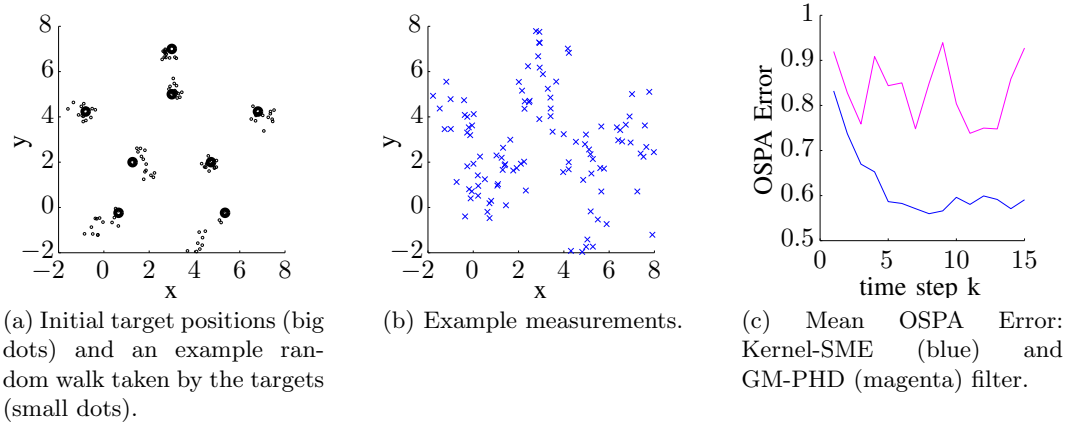 8
6
4
2
0
−2
y
−2 0 2 4 6 8
x
(a) Initial target positions (big
dots) and an example ran-
dom walk taken by the targets
(small dots).
8
6
4
2
0
−2
y
−2 0 2 4 6 8
x
(b) Example measurements.
1
0.9
0.8
0.7
0.6
0.5
OSPA Error
0 5 10 15
time step k
(c) Mean OSPA Error:
Kernel-SME (blue) and
GM-PHD (magenta) filter.